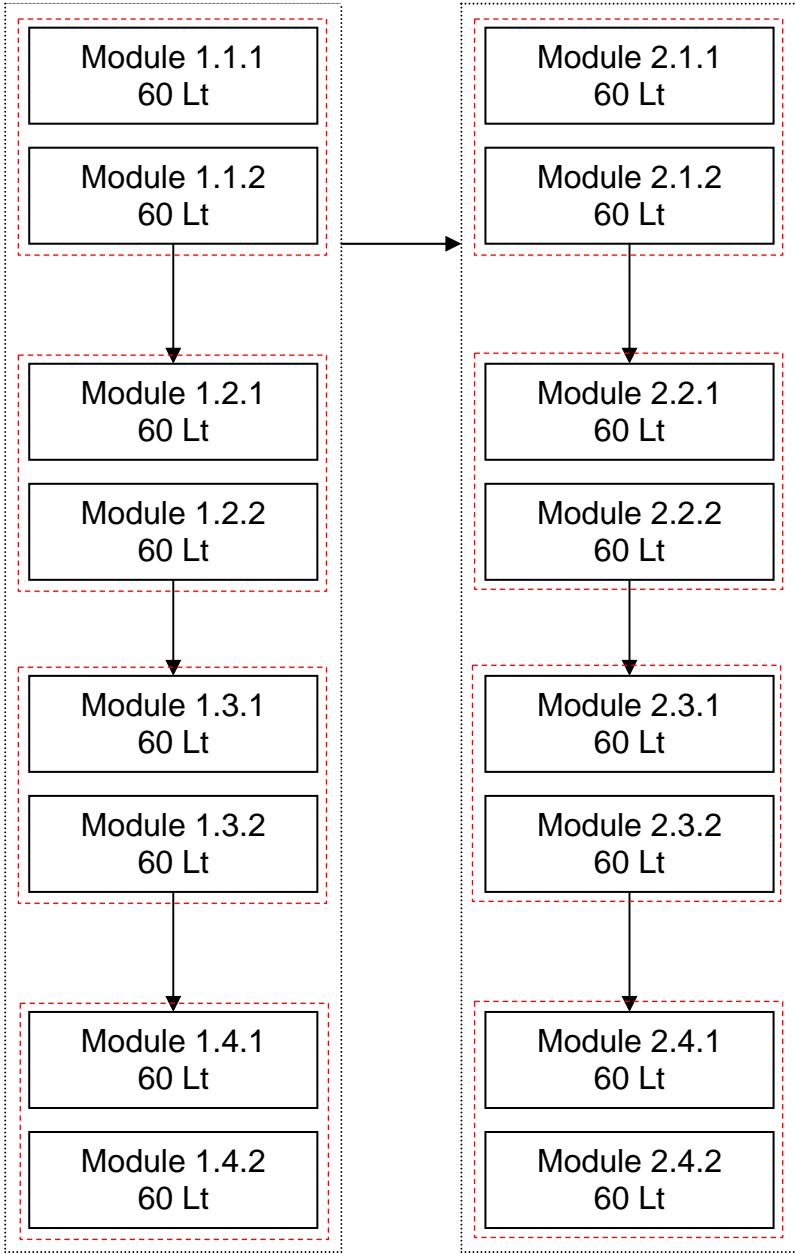 Module 1.1.1
60 Lt
Module 1.1.2
60 Lt
Module 1.2.1
60 Lt
Module 1.2.2
60 Lt
Module 1.3.1
60 Lt
Module 1.3.2
60 Lt
Module 1.4.1
60 Lt
Module 1.4.2
60 Lt
Module 2.1.1
60 Lt
Module 2.1.2
60 Lt
Module 2.2.1
60 Lt
Module 2.2.2
60 Lt
Module 2.3.1
60 Lt
Module 2.3.2
60 Lt
Module 2.4.1
60 Lt
Module 2.4.2
60 Lt